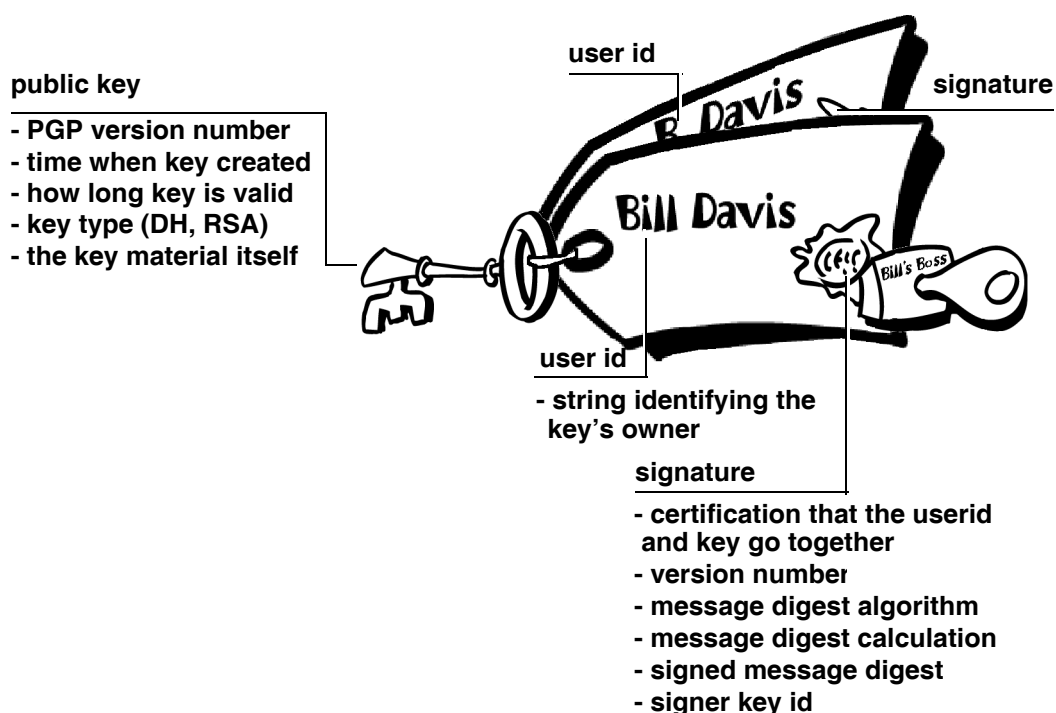 user id
public key
signature
- PGP version number
- time when key created
- how long key is valid
- key type (DH, RSA)
- the key material itself
B. Davis
Bill Davis
Bill's Boss
user id
- string identifying the
key's owner
signature
- certification that the userid
and key go together
- version number
- message digest algorithm
- message digest calculation
- signed message digest
- signer key id